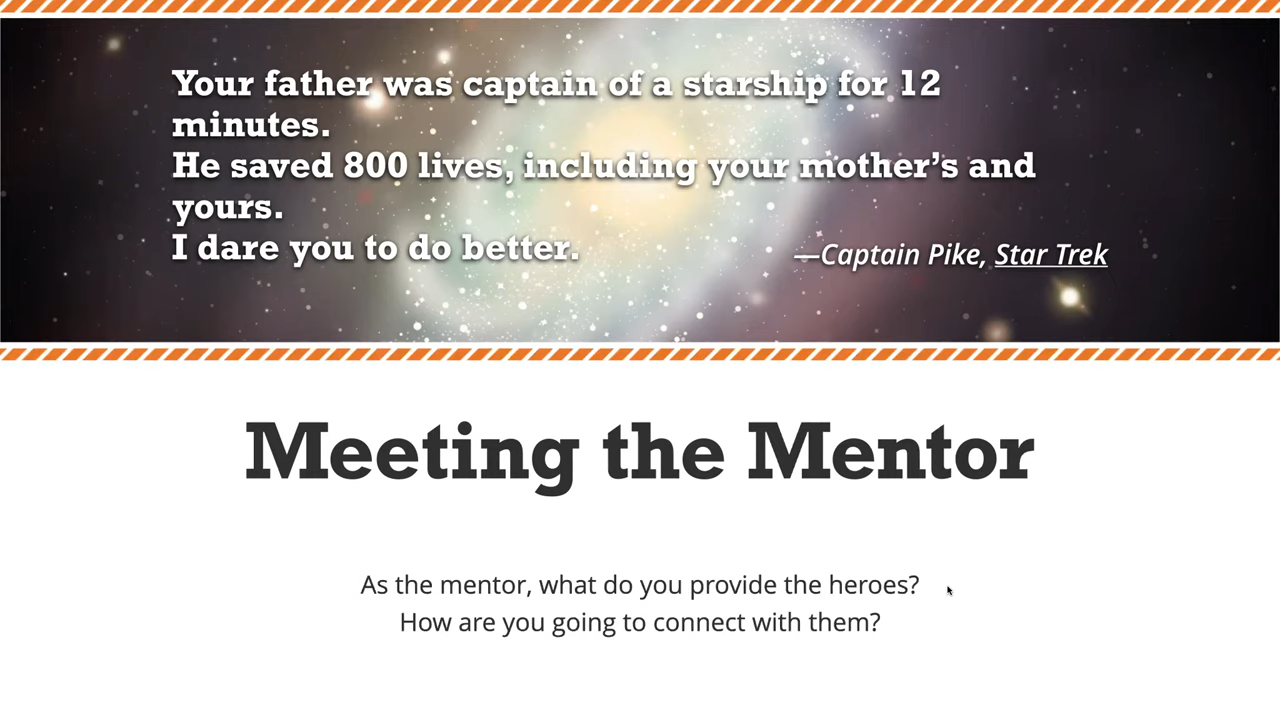 Your father was captain of a starship for 12
minutes.
He saved 800 lives, including your mother’s and
yours.
I dare you to do better.
—Captain Pike, Star Trek
Meeting the Mentor
As the mentor, what do you provide the heroes?
How are you going to connect with them?